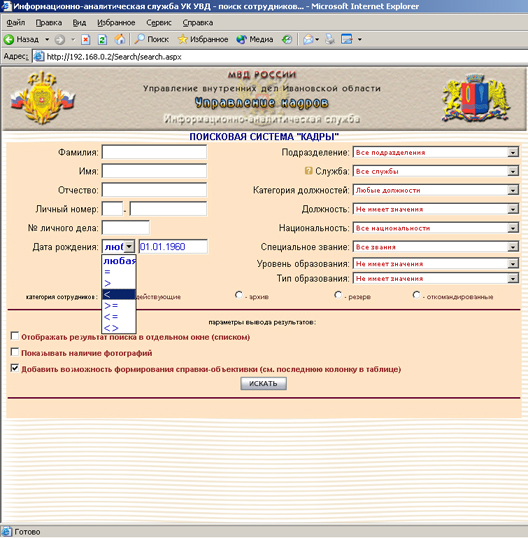 Информационно-аналитическая служба УК УВД - поиск сотрудников... - Microsoft Internet Explorer
Файл Правка Вид Избранное Сервис Справка
Назад Поиск Избранное Медиа
Адрес: http://192.168.0.2/Search/search.aspx
МВД РОССИИ
Управление внутренних дел Ивановской области
Управление кадров
Информационно-аналитическая служба
ПОИСКОВАЯ СИСТЕМА "КАДРЫ"
Фамилия: Подразделение: Все подразделения
Имя: ? Служба: Все службы
Отчество: Категория должностей: Любые должности
Личный номер: - Должность: Не имеет значения
№ личного дела: Национальность: Все национальности
Дата рождения: люб 01.01.1960 Специальное звание: Все звания
любая
=
>
<
>=
<=
<>
Уровень образования: Не имеет значения
Тип образования: Не имеет значения
категория сотрудников: действующие - архив - резерв - откомандированные
параметры вывода результатов:
Отображать результат поиска в отдельном окне (списком)
Показывать наличие фотографий
Добавить возможность формирования справки-объективки (см. последнюю колонку в таблице)
ИСКАТЬ
Готово